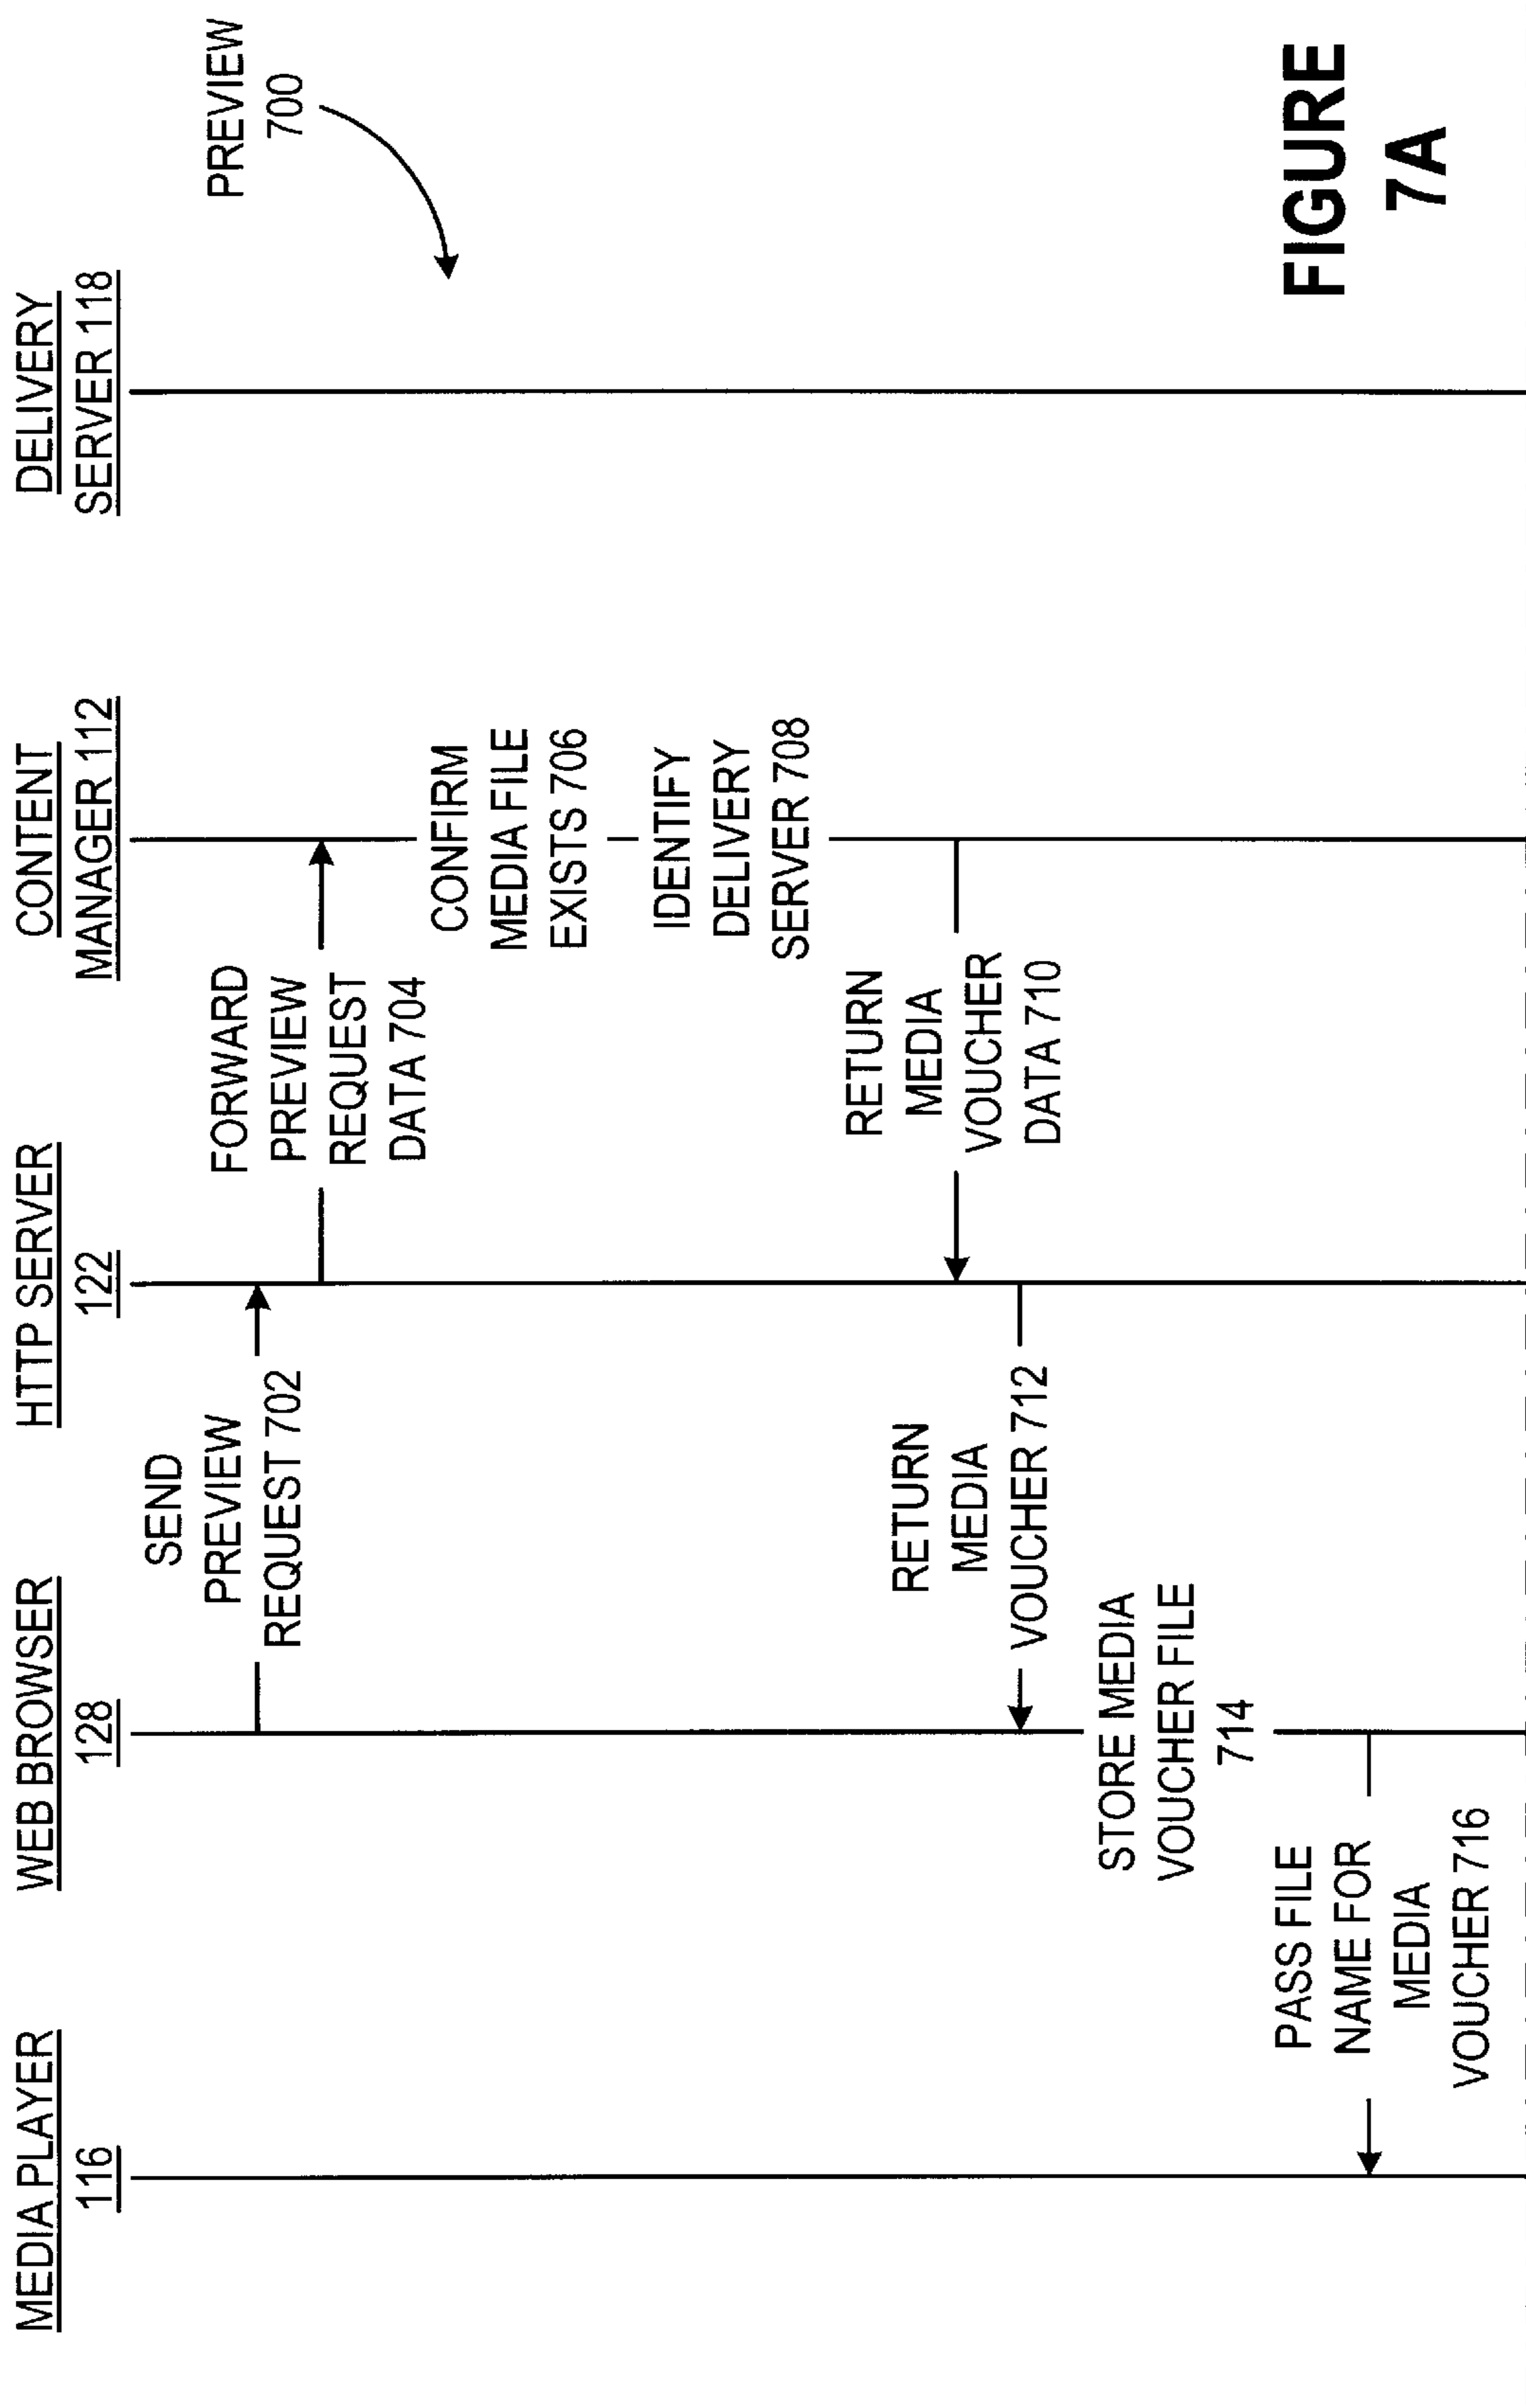 MEDIA PLAYER
116
WEB BROWSER
128
HTTP SERVER
122
CONTENT
MANAGER 112
DELIVERY
SERVER 118
PREVIEW
700
SEND
PREVIEW
REQUEST 702
FORWARD
PREVIEW
REQUEST
DATA 704
CONFIRM
MEDIA FILE
EXISTS 706
IDENTIFY
DELIVERY
SERVER 708
RETURN
MEDIA
VOUCHER
DATA 710
RETURN
MEDIA
VOUCHER 712
STORE MEDIA
VOUCHER FILE
714
PASS FILE
NAME FOR
MEDIA
VOUCHER 716
FIGURE
7A